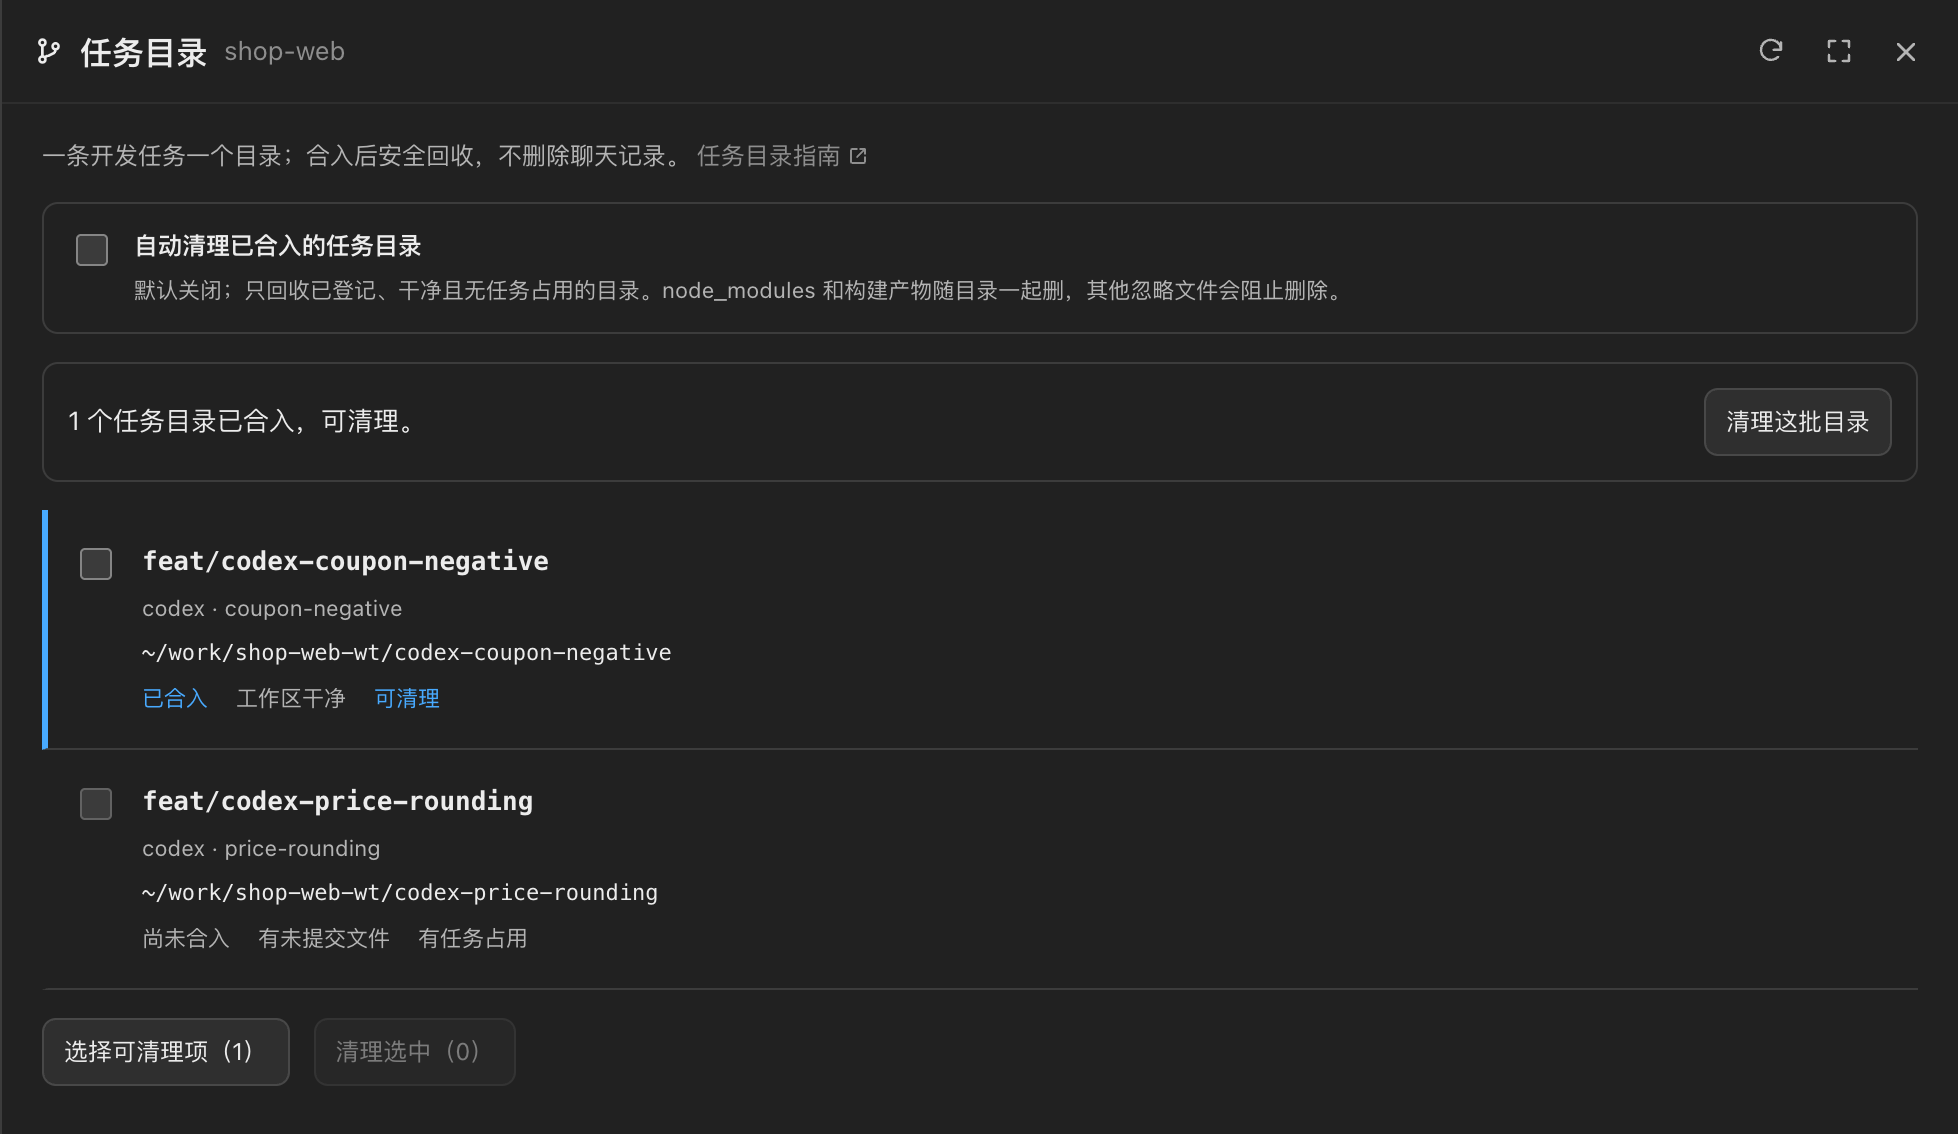 任务目录 shop-web
一条开发任务一个目录；合入后安全回收，不删除聊天记录。 任务目录指南
自动清理已合入的任务目录
默认关闭；只回收已登记、干净且无任务占用的目录。node_modules 和构建产物随目录一起删，其他忽略文件会阻止删除。
1 个任务目录已合入，可清理。
清理这批目录
feat/codex-coupon-negative
codex · coupon-negative
~/work/shop-web-wt/codex-coupon-negative
已合入 工作区干净 可清理
feat/codex-price-rounding
codex · price-rounding
~/work/shop-web-wt/codex-price-rounding
尚未合入 有未提交文件 有任务占用
选择可清理项（1） 清理选中（0）